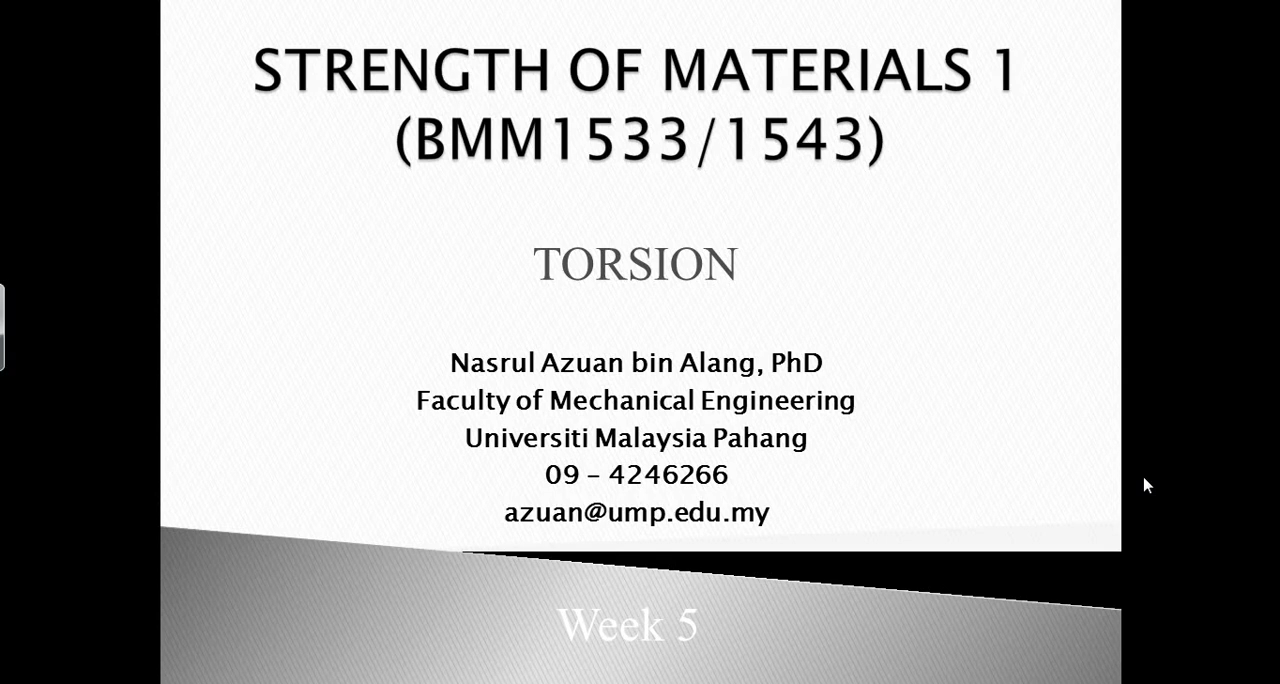 STRENGTH OF MATERIALS 1
(BMM1533/1543)
TORSION
Nasrul Azuan bin Alang, PhD
Faculty of Mechanical Engineering
Universiti Malaysia Pahang
09 – 4246266
azuan@ump.edu.my
Week 5